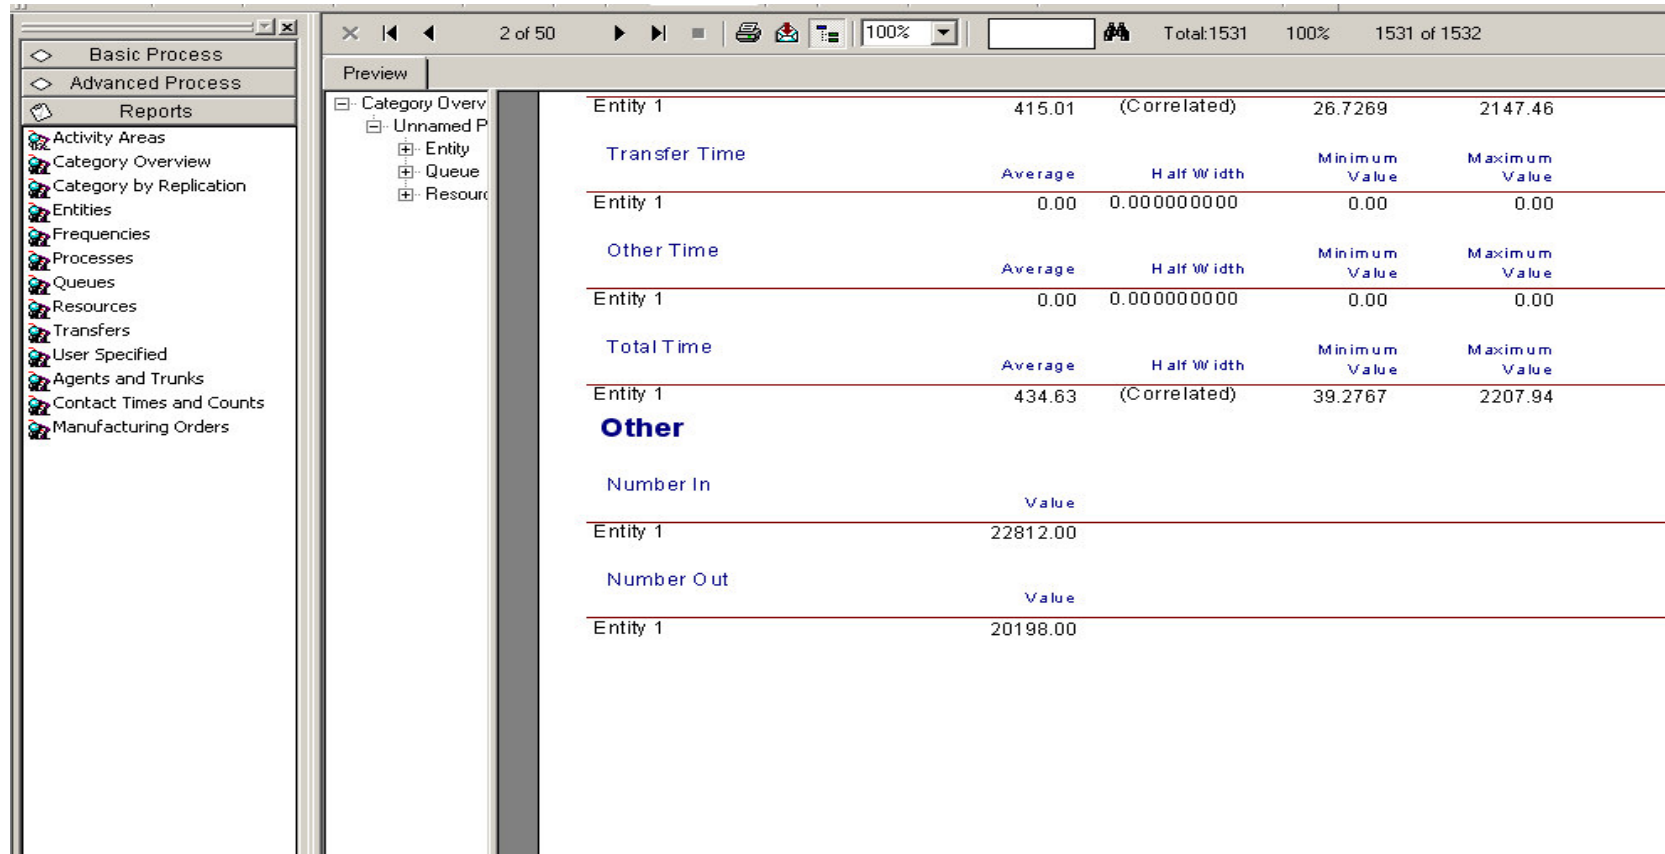 2 of 50 100% Total:1531 100% 1531 of 1532
Basic Process
Advanced Process
Reports
Activity Areas
Category Overview
Category by Replication
Entities
Frequencies
Processes
Queues
Resources
Transfers
User Specified
Agents and Trunks
Contact Times and Counts
Manufacturing Orders
Preview
Category Overv
Unnamed P
Entity
Queue
Resourc
Entity 1 415.01 (Correlated) 26.7269 2147.46
Transfer Time
Average Half Width Minimum Value Maximum Value
Entity 1 0.00 0.000000000 0.00 0.00
Other Time
Average Half Width Minimum Value Maximum Value
Entity 1 0.00 0.000000000 0.00 0.00
Total Time
Average Half Width Minimum Value Maximum Value
Entity 1 434.63 (Correlated) 39.2767 2207.94
Other
Number In
Value
Entity 1 22812.00
Number Out
Value
Entity 1 20198.00